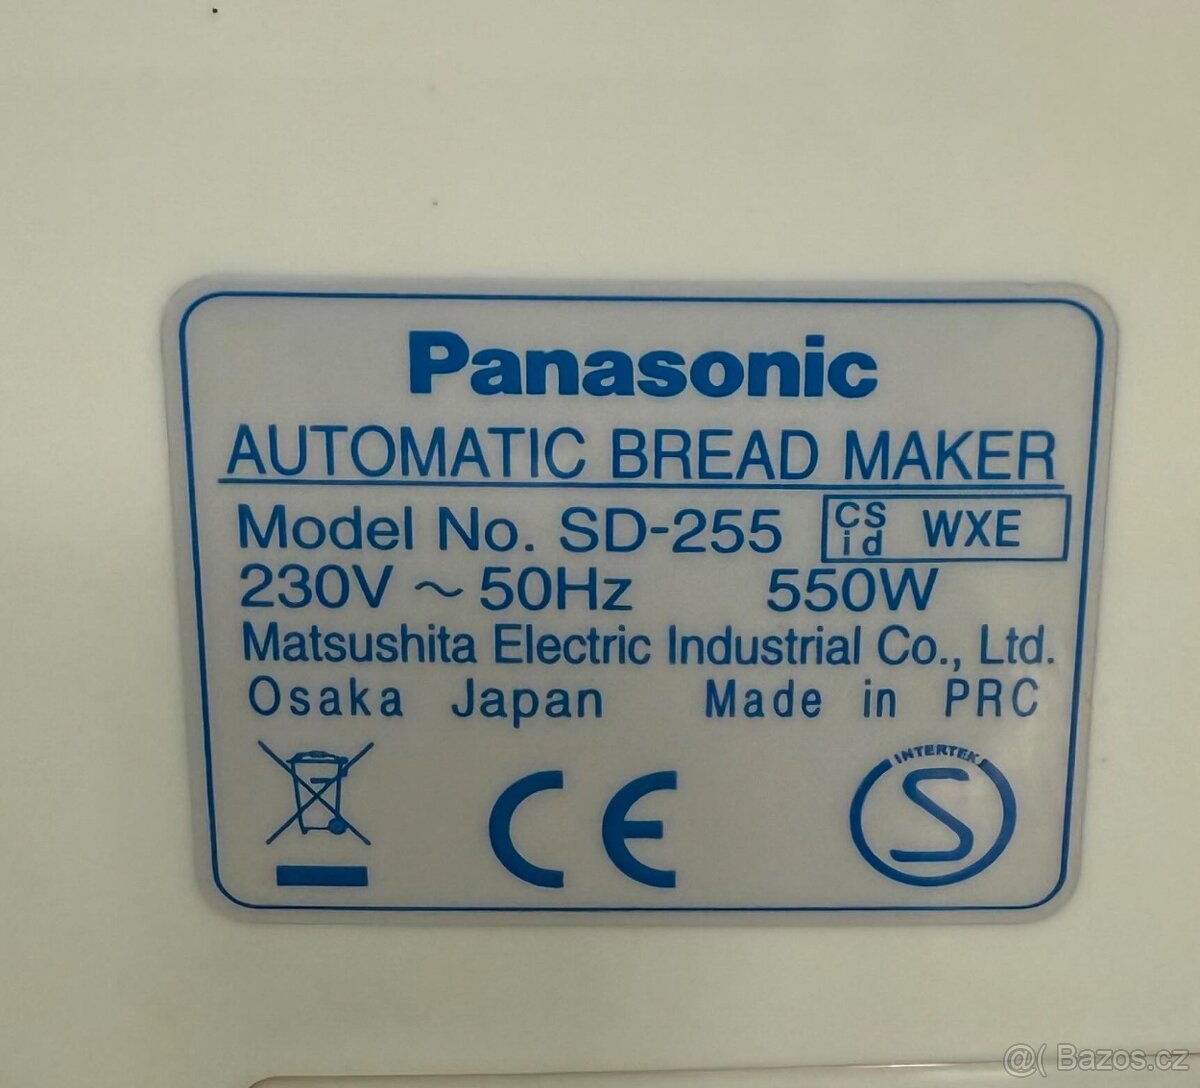 Panasonic
AUTOMATIC BREAD MAKER
Model No. SD-255 CS id WXE
230V ~ 50Hz 550W
Matsushita Electric Industrial Co., Ltd.
Osaka Japan Made in PRC
CE
INTERTEK
S
@( Bazos.cz